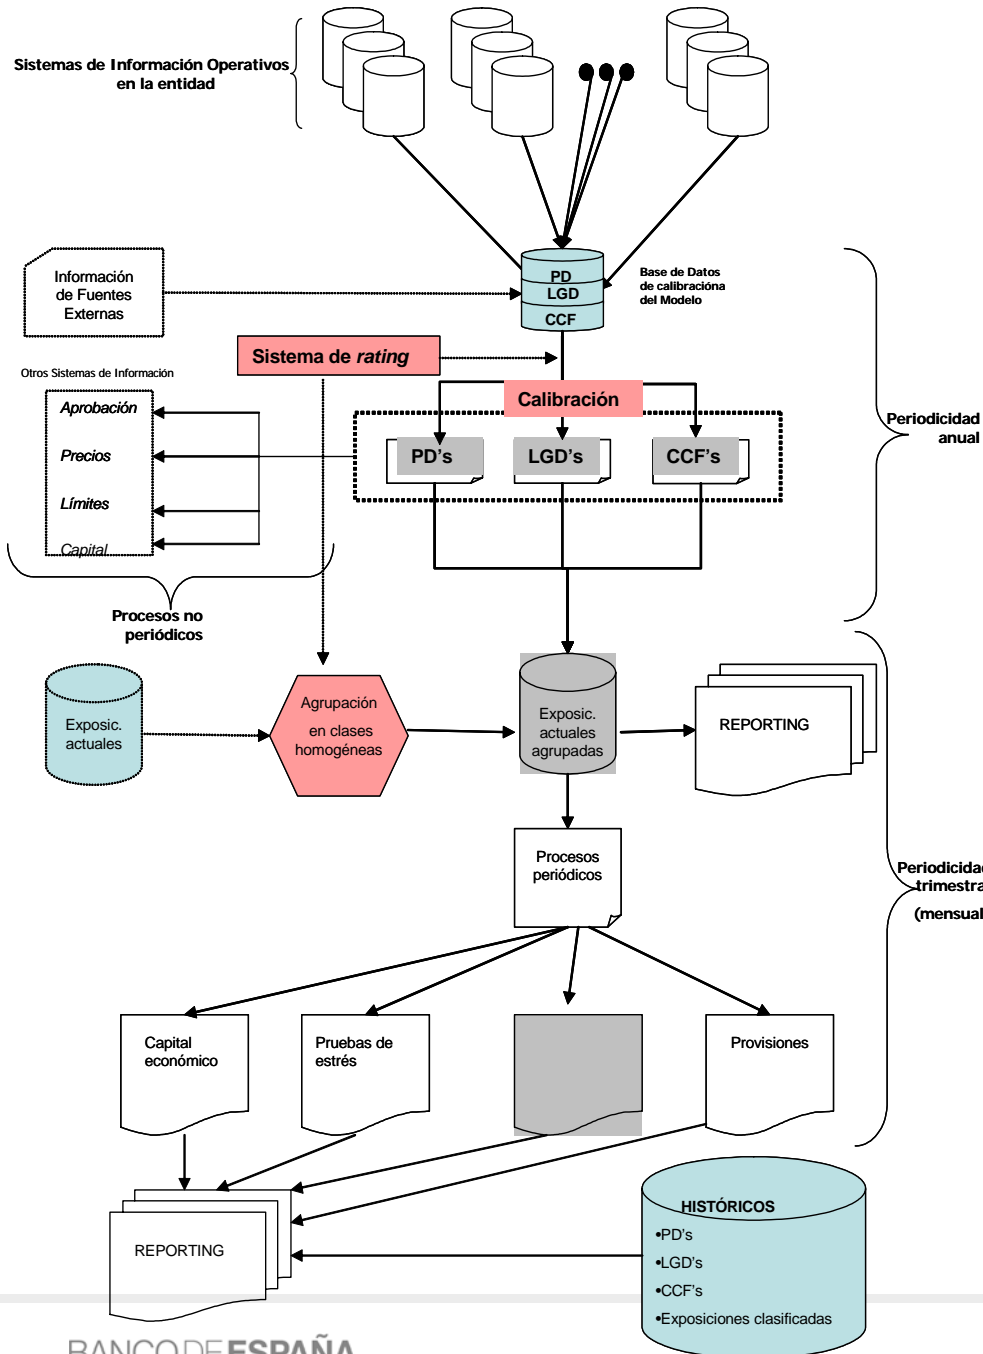 Sistemas de Información Operativos
en la entidad
Información
de Fuentes
Externas
PD
LGD
CCF
Base de Datos
de calibracióna
del Modelo
Sistema de rating
Otros Sistemas de Información
Aprobación
Precios
Límites
Capital
Calibración
PD's
LGD's
CCF's
Periodicidad
anual
Procesos no
periódicos
Exposic.
actuales
Agrupación
en clases
homogéneas
Exposic.
actuales
agrupadas
REPORTING
Procesos
periódicos
Periodicidad
trimestra
(mensual
Capital
económico
Pruebas de
estrés
Provisiones
REPORTING
HISTÓRICOS
•PD's
•LGD's
•CCF's
•Exposiciones clasificadas
BANCO DE ESPAÑA